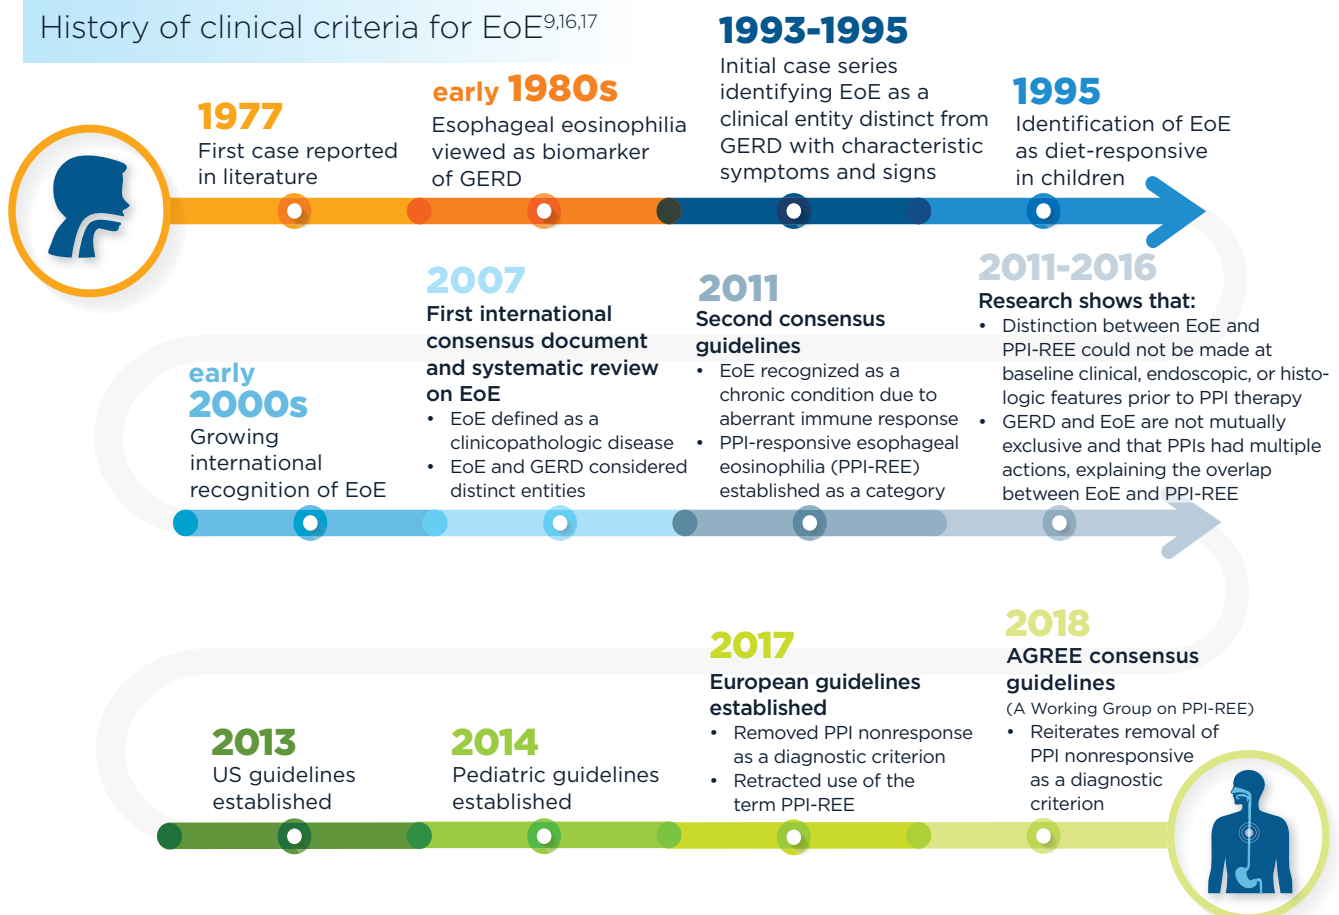 History of clinical criteria for EoE9,16,17
1977
First case reported
in literature
early 1980s
Esophageal eosinophilia
viewed as biomarker
of GERD
1993-1995
Initial case series
identifying EoE as a
clinical entity distinct from
GERD with characteristic
symptoms and signs
1995
Identification of EoE
as diet-responsive
in children
early
2000s
Growing
international
recognition of EoE
2007
First international
consensus document
and systematic review
on EoE
• EoE defined as a
clinicopathologic disease
• EoE and GERD considered
distinct entities
2011
Second consensus
guidelines
• EoE recognized as a
chronic condition due to
aberrant immune response
• PPI-responsive esophageal
eosinophilia (PPI-REE)
established as a category
2011-2016
Research shows that:
• Distinction between EoE and
PPI-REE could not be made at
baseline clinical, endoscopic, or histo-
logic features prior to PPI therapy
• GERD and EoE are not mutually
exclusive and that PPIs had multiple
actions, explaining the overlap
between EoE and PPI-REE
2013
US guidelines
established
2014
Pediatric guidelines
established
2017
European guidelines
established
• Removed PPI nonresponse
as a diagnostic criterion
• Retracted use of the
term PPI-REE
2018
AGREE consensus
guidelines
(A Working Group on PPI-REE)
• Reiterates removal of
PPI nonresponsive
as a diagnostic
criterion